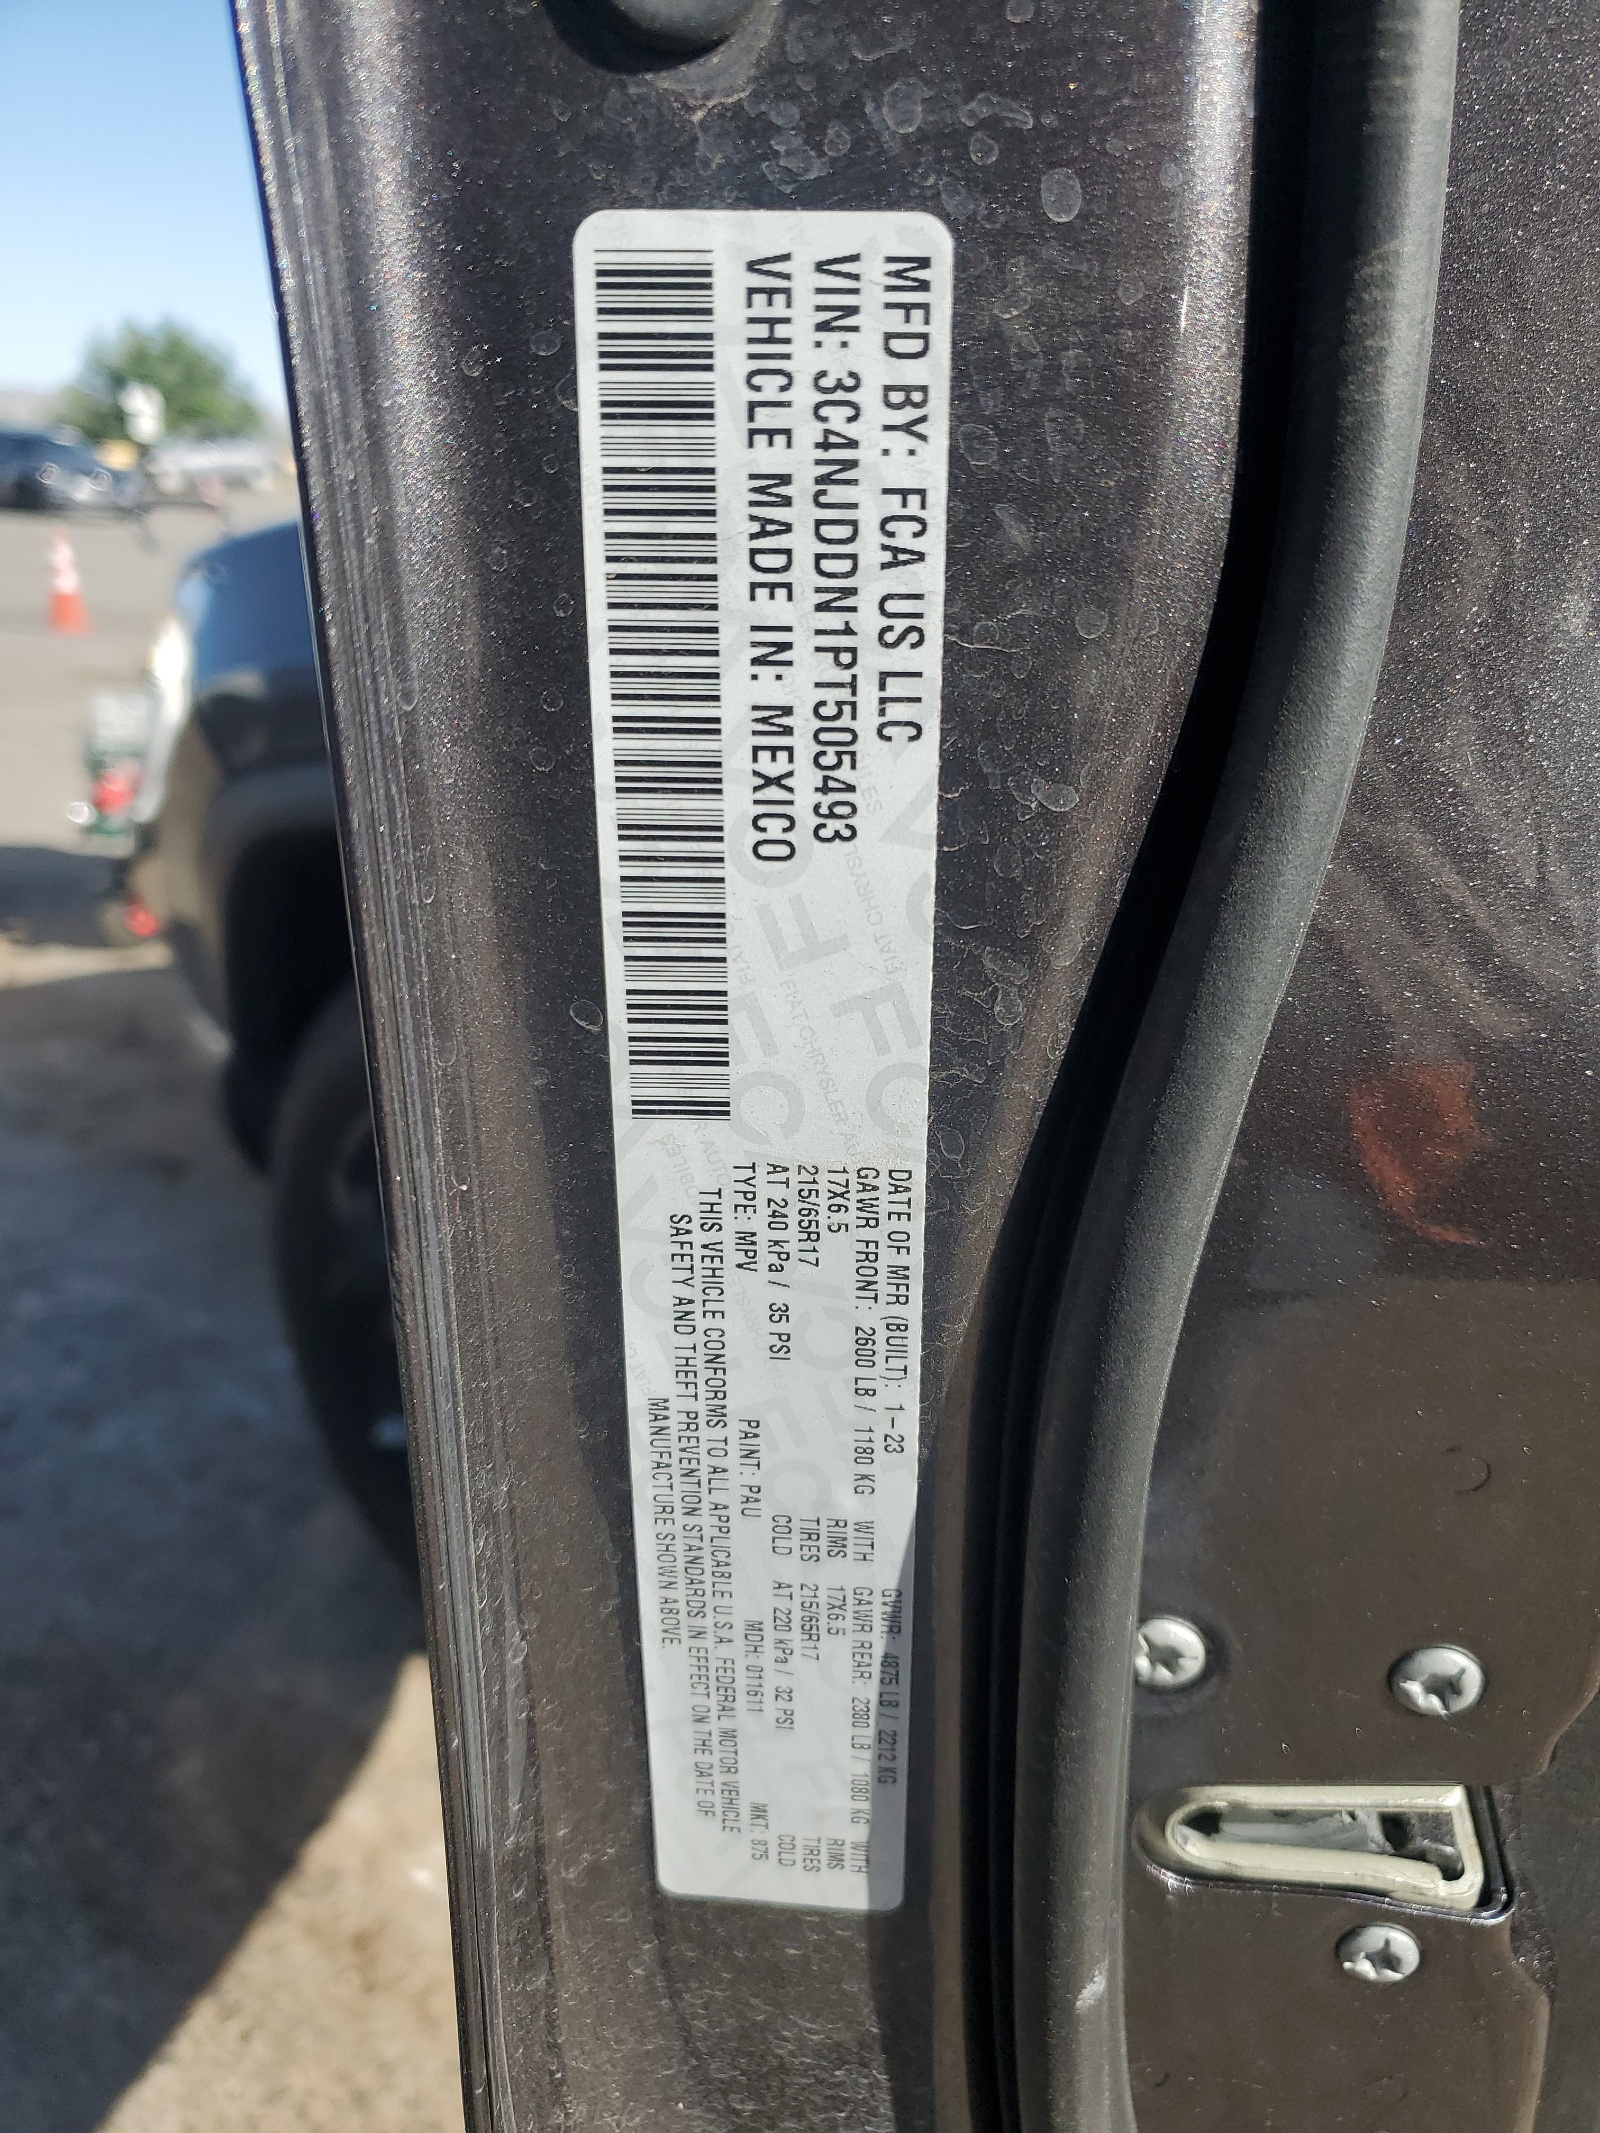 MFD BY: FCA US LLC
VIN: 3C4NJDDN1PT505493
VEHICLE MADE IN: MEXICO
DATE OF MFR (BUILT): 1-23 GVWR: 4875 LB / 2212 KG
GAWR FRONT: 2600 LB / 1180 KG WITH GAWR REAR: 2380 LB / 1080 KG WITH
17X6.5 RIMS 17X6.5 RIMS
215/65R17 TIRES 215/65R17 TIRES
AT 240 kPa / 35 PSI COLD AT 220 kPa / 32 PSI COLD
TYPE: MPV PAINT: PAU MDH: 011611 MKT: 875
THIS VEHICLE CONFORMS TO ALL APPLICABLE U.S.A. FEDERAL MOTOR VEHICLE
SAFETY AND THEFT PREVENTION STANDARDS IN EFFECT ON THE DATE OF
MANUFACTURE SHOWN ABOVE.